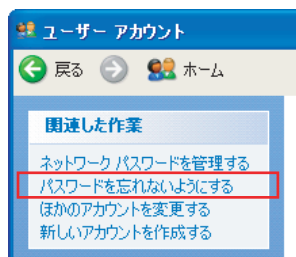 ユーザー アカウント
戻る ホーム
関連した作業
ネットワーク パスワードを管理する
パスワードを忘れないようにする
ほかのアカウントを変更する
新しいアカウントを作成する